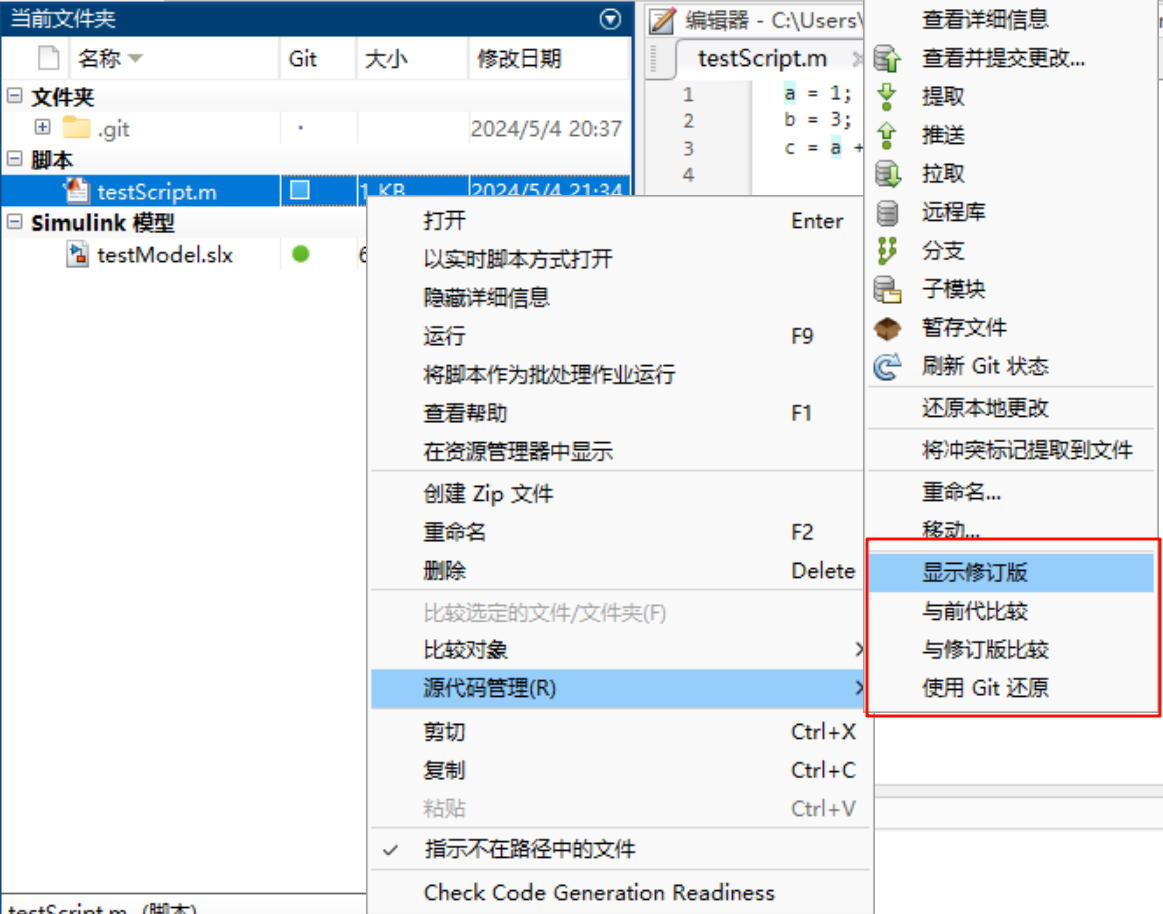 当前文件夹
名称 Git 大小 修改日期
文件夹
.git 2024/5/4 20:37
脚本
testScript.m 1 KB 2024/5/4 21:34
Simulink 模型
testModel.slx 6
testScript.m (脚本)
编辑器 - C:\Users\
testScript.m
1 a = 1;
2 b = 3;
3 c = a +
4
打开 Enter
以实时脚本方式打开
隐藏详细信息
运行 F9
将脚本作为批处理作业运行
查看帮助 F1
在资源管理器中显示
创建 Zip 文件
重命名 F2
删除 Delete
比较选定的文件/文件夹(F)
比较对象
源代码管理(R)
剪切 Ctrl+X
复制 Ctrl+C
粘贴 Ctrl+V
指示不在路径中的文件
Check Code Generation Readiness
查看详细信息
查看并提交更改...
提取
推送
拉取
远程库
分支
子模块
暂存文件
刷新 Git 状态
还原本地更改
将冲突标记提取到文件
重命名...
移动...
显示修订版
与前代比较
与修订版比较
使用 Git 还原